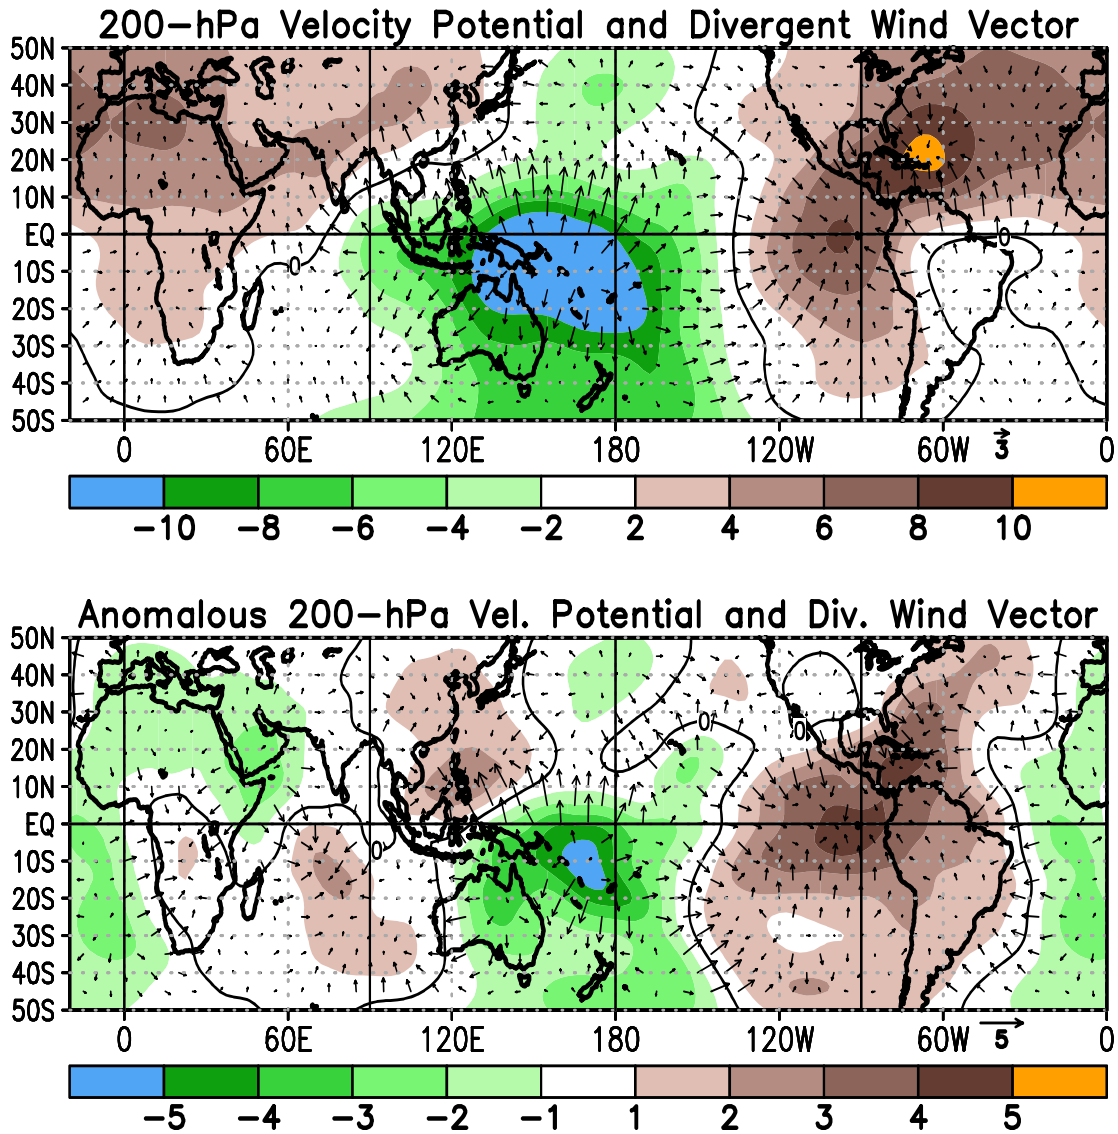 200-hPa Velocity Potential and Divergent Wind Vector
50N
40N
30N
20N
10N
EQ
10S
20S
30S
40S
50S
0
0
0 60E 120E 180 120W 60W 0
3
-10 -8 -6 -4 -2 2 4 6 8 10
Anomalous 200-hPa Vel. Potential and Div. Wind Vector
50N
40N
30N
20N
10N
EQ
10S
20S
30S
40S
50S
0
0
0
0 60E 120E 180 120W 60W 0
5
-5 -4 -3 -2 -1 1 2 3 4 5